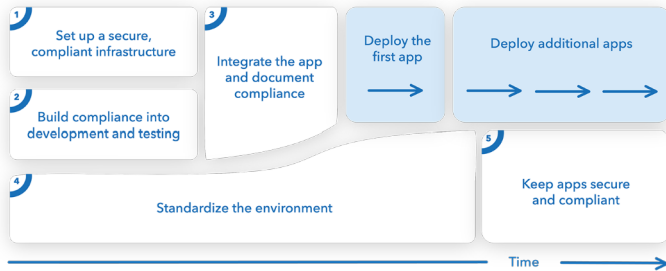 1
Set up a secure,
compliant infrastructure
2
Build compliance into
development and testing
3
Integrate the app
and document
compliance
Deploy the
first app
Deploy additional apps
4
Standardize the environment
5
Keep apps secure
and compliant
Time